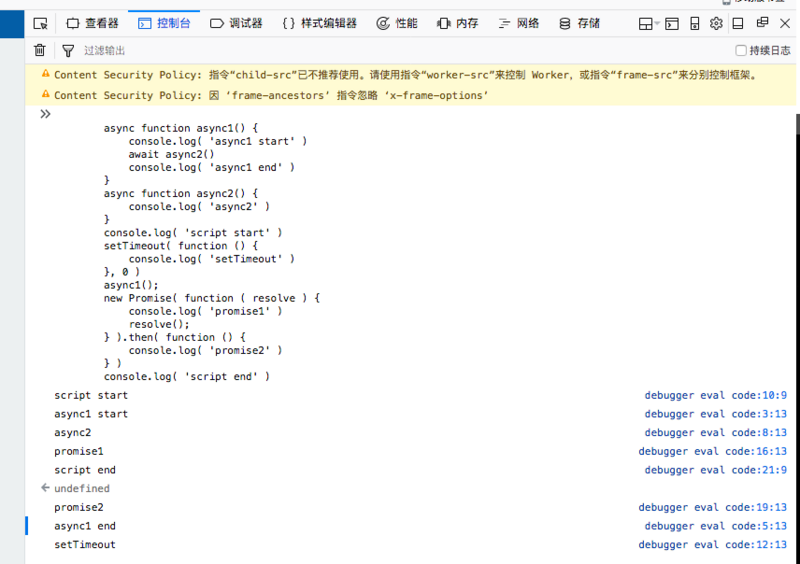 查看器 控制台 调试器 {} 样式编辑器 性能 内存 网络 存储
过滤输出 持续日志
Content Security Policy: 指令“child-src”已不推荐使用。请使用指令“worker-src”来控制 Worker, 或指令“frame-src”来分别控制框架。
Content Security Policy: 因 ‘frame-ancestors’ 指令忽略 ‘x-frame-options’
async function async1() {
console.log( 'async1 start' )
await async2()
console.log( 'async1 end' )
}
async function async2() {
console.log( 'async2' )
}
console.log( 'script start' )
setTimeout( function () {
console.log( 'setTimeout' )
}, 0 )
async1();
new Promise( function ( resolve ) {
console.log( 'promise1' )
resolve();
} ).then( function () {
console.log( 'promise2' )
} )
console.log( 'script end' )
script start debugger eval code:10:9
async1 start debugger eval code:3:13
async2 debugger eval code:8:13
promise1 debugger eval code:16:13
script end debugger eval code:21:9
undefined
promise2 debugger eval code:19:13
async1 end debugger eval code:5:13
setTimeout debugger eval code:12:13